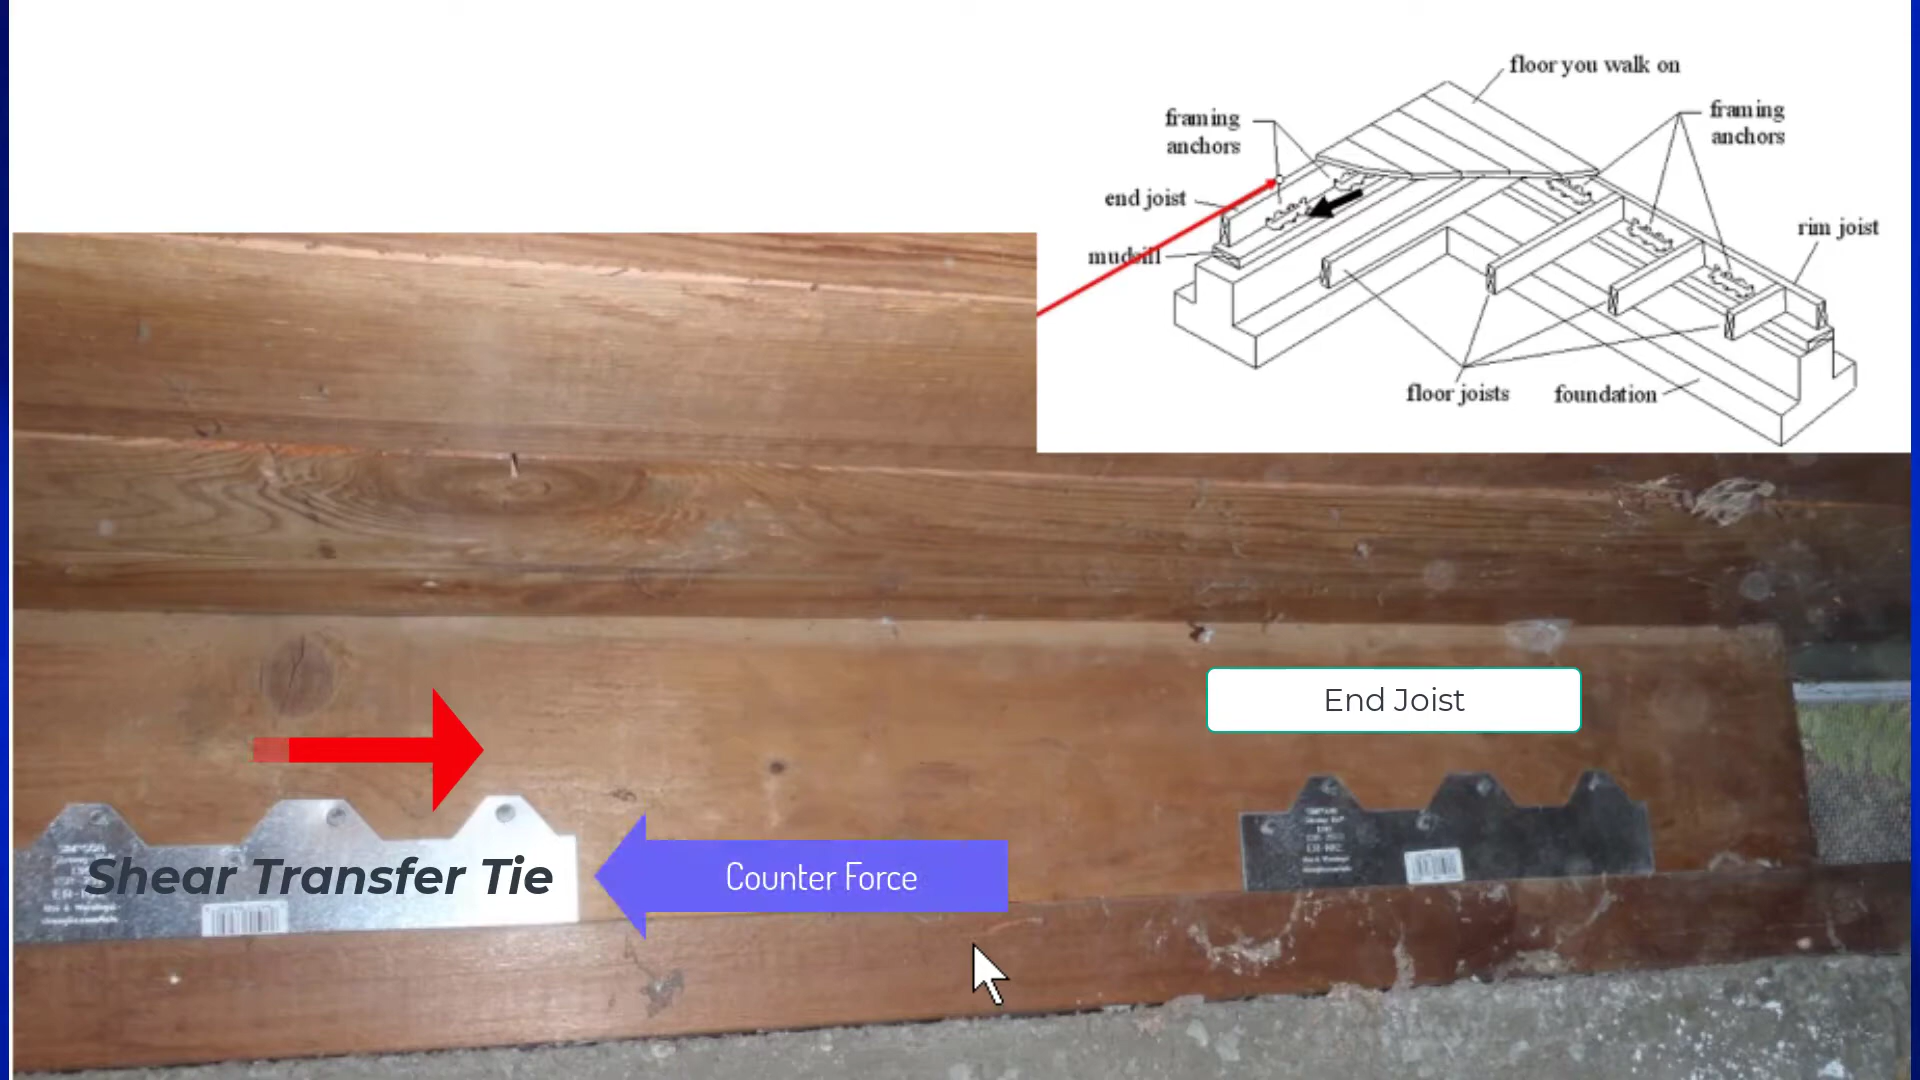 floor you walk on
framing
anchors
framing
anchors
end joist
rim joist
mudsill
floor joists
foundation
End Joist
Shear Transfer Tie
Counter Force